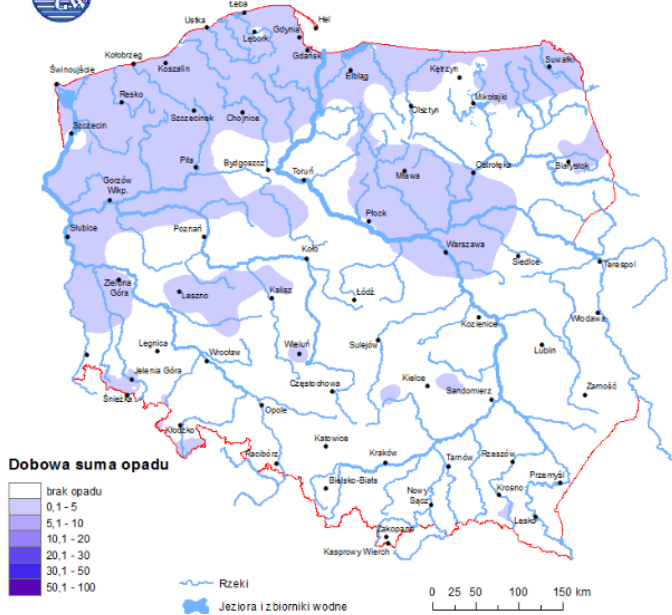 GW
Łeba
Hel
Ustka
Lębork
Gdynia
Gdańsk
Kołobrzeg
Koszalin
Świnoujście
Elbląg
Kętrzyn
Suwałki
Resko
Szczecinek
Chojnice
Olsztyn
Mikołajki
Szczecin
Piła
Bydgoszcz
Toruń
Mława
Ostrołęka
Białystok
Gorzów
Wlkp.
Płock
Słubice
Poznań
Koło
Warszawa
Siedlce
Terespol
Zielona
Góra
Leszno
Kalisz
Łódź
Kozienice
Włodawa
Legnica
Wrocław
Wieluń
Sulejów
Lublin
Jelenia Góra
Śnieżka
Częstochowa
Kielce
Sandomierz
Zamość
Opole
Kłodzko
Katowice
Kraków
Tarnów
Rzeszów
Racibórz
Przemyśl
Bielsko-Biała
Nowy
Sącz
Krosno
Lesko
Zakopane
Kasprowy Wierch
Dobowa suma opadu
brak opadu
0,1 - 5
5,1 - 10
10,1 - 20
20,1 - 30
30,1 - 50
50,1 - 100
Rzeki
Jeziora i zbiorniki wodne
0 25 50 100 150 km